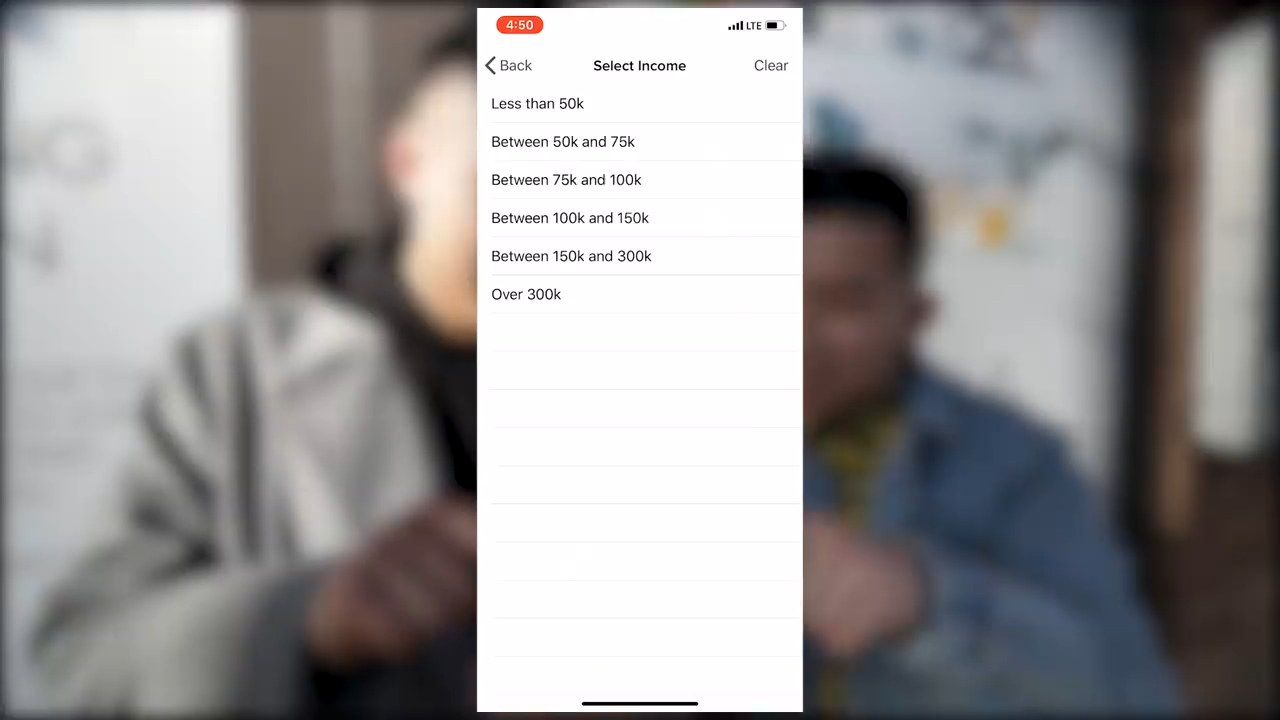 4:50
LTE
Back
Select Income
Clear
Less than 50k
Between 50k and 75k
Between 75k and 100k
Between 100k and 150k
Between 150k and 300k
Over 300k